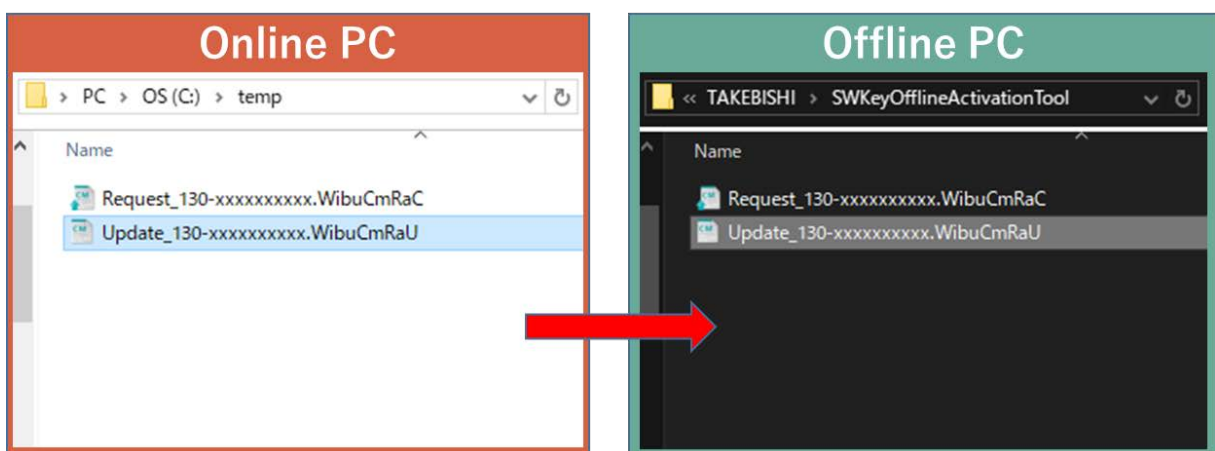 Online PC
> PC > OS (C:) > temp
Name
Request_130-xxxxxxxxxx.WibuCmRaC
Update_130-xxxxxxxxxx.WibuCmRaU
Offline PC
« TAKEBISHI > SWKeyOfflineActivationTool
Name
Request_130-xxxxxxxxxx.WibuCmRaC
Update_130-xxxxxxxxxx.WibuCmRaU